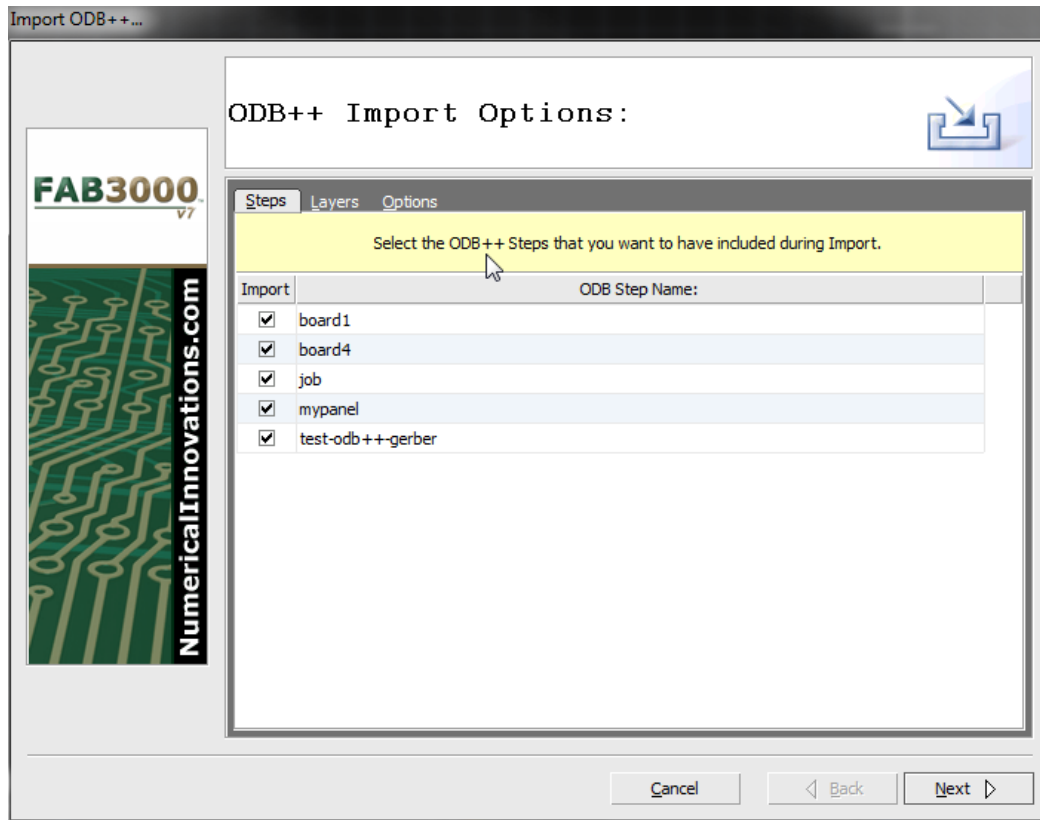 Import ODB++...
ODB++ Import Options:
FAB3000
V7
NumericalInnovations.com
Steps Layers Options
Select the ODB++ Steps that you want to have included during Import.
Import ODB Step Name:
board1
board4
job
mypanel
test-odb++-gerber
Cancel Back Next